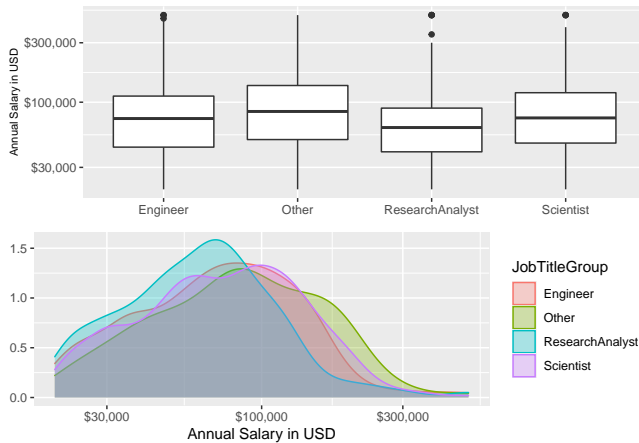 Annual Salary in USD
$300,000
$100,000
$30,000
Engineer
Other
ResearchAnalyst
Scientist
1.5
1.0
0.5
0.0
$30,000
$100,000
$300,000
Annual Salary in USD
JobTitleGroup
Engineer
Other
ResearchAnalyst
Scientist